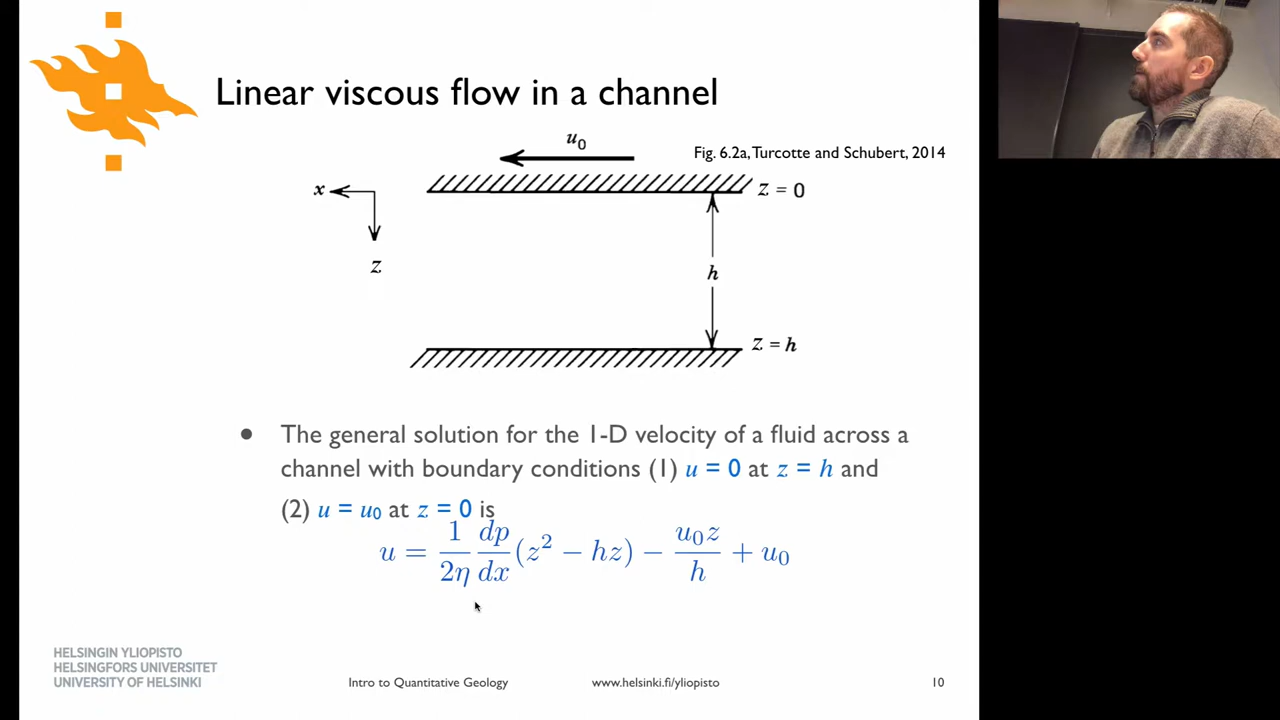 Linear viscous flow in a channel
u₀
Fig. 6.2a, Turcotte and Schubert, 2014
x
z = 0
z
h
z = h
● The general solution for the 1-D velocity of a fluid across a
channel with boundary conditions (1) u = 0 at z = h and
(2) u = u₀ at z = 0 is
u = \frac{1}{2η} \frac{dp}{dx} (z² − hz) − \frac{u₀z}{h} + u₀
HELSINGIN YLIOPISTO
HELSINGFORS UNIVERSITET
UNIVERSITY OF HELSINKI
Intro to Quantitative Geology
www.helsinki.fi/yliopisto
10